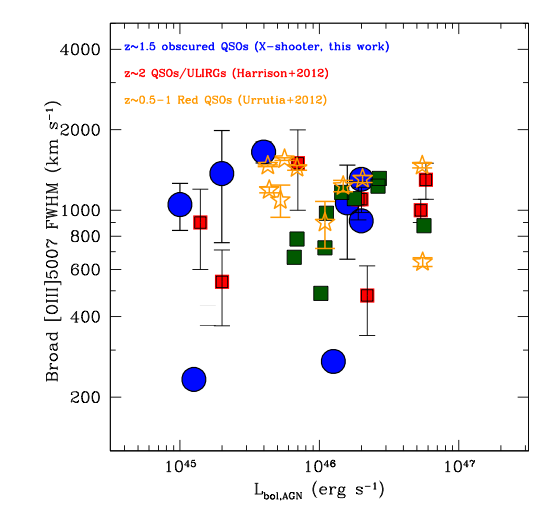 4000
2000
1000
800
600
400
200
Broad [OIII]5007 FWHM (km s⁻¹)
z~1.5 obscured QSOs (X-shooter, this work)
z~2 QSOs/ULIRGs (Harrison+2012)
z~0.5-1 Red QSOs (Urrutia+2012)
10⁴⁵ 10⁴⁶ 10⁴⁷
L_bol,AGN (erg s⁻¹)